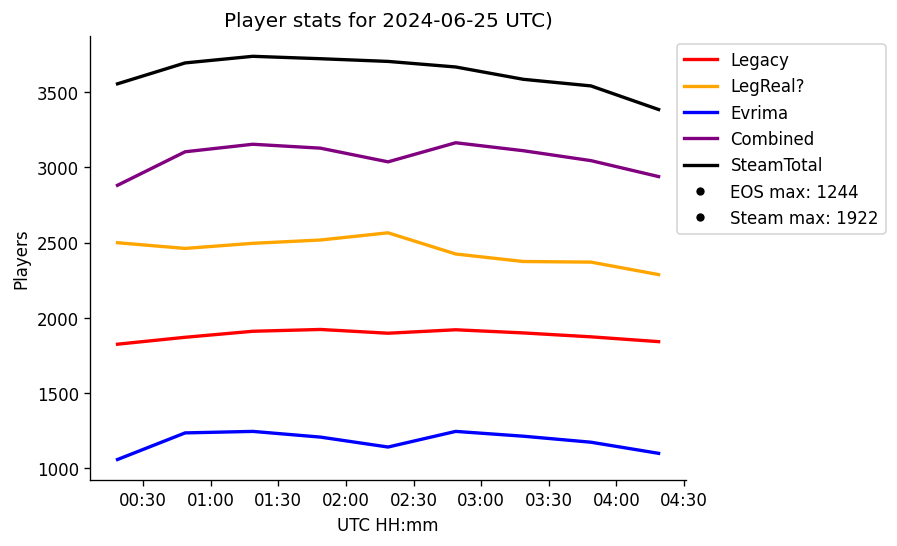 Player stats for 2024-06-25 UTC)
Players
3500
3000
2500
2000
1500
1000
00:30 01:00 01:30 02:00 02:30 03:00 03:30 04:00 04:30
UTC HH:mm
Legacy
LegReal?
Evrima
Combined
SteamTotal
EOS max: 1244
Steam max: 1922